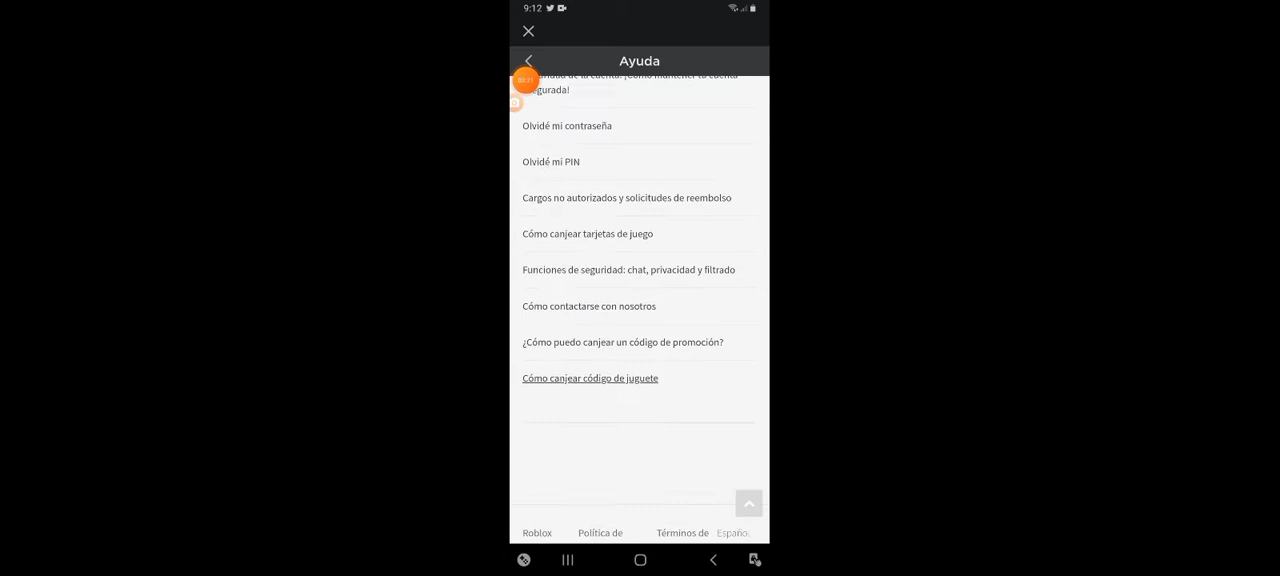 9:12
Ayuda
egurada!
Olvidé mi contraseña
Olvidé mi PIN
Cargos no autorizados y solicitudes de reembolso
Cómo canjear tarjetas de juego
Funciones de seguridad: chat, privacidad y filtrado
Cómo contactarse con nosotros
¿Cómo puedo canjear un código de promoción?
Cómo canjear código de juguete
Roblox Política de Términos de Español